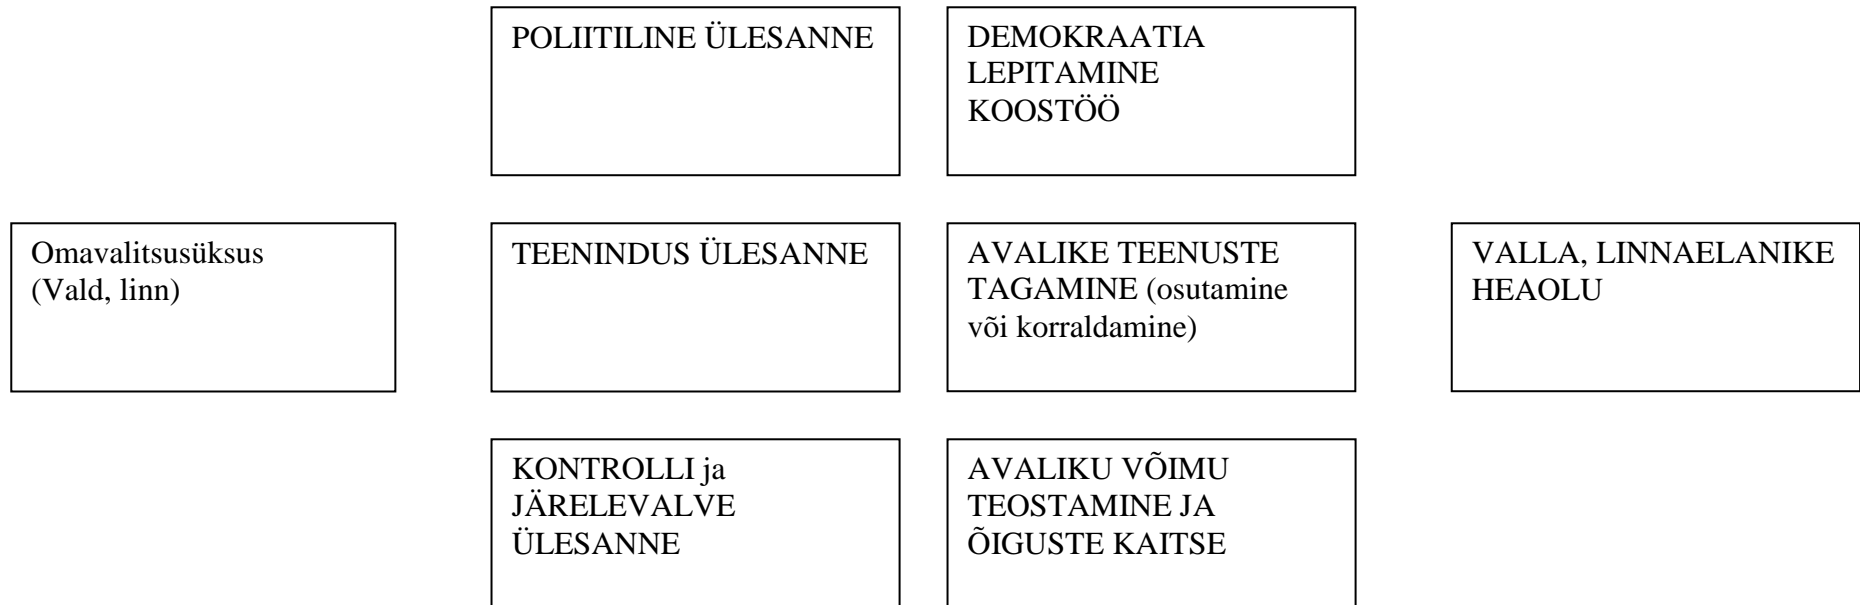 POLIITILINE ÜLESANNE
DEMOKRAATIA
LEPITAMINE
KOOSTÖÖ
Omavalitsusüksus
(Vald, linn)
TEENINDUS ÜLESANNE
AVALIKE TEENUSTE
TAGAMINE (osutamine
või korraldamine)
VALLA, LINNAELANIKE
HEAOLU
KONTROLLI ja
JÄRELEVALVE
ÜLESANNE
AVALIKU VÕIMU
TEOSTAMINE JA
ÕIGUSTE KAITSE